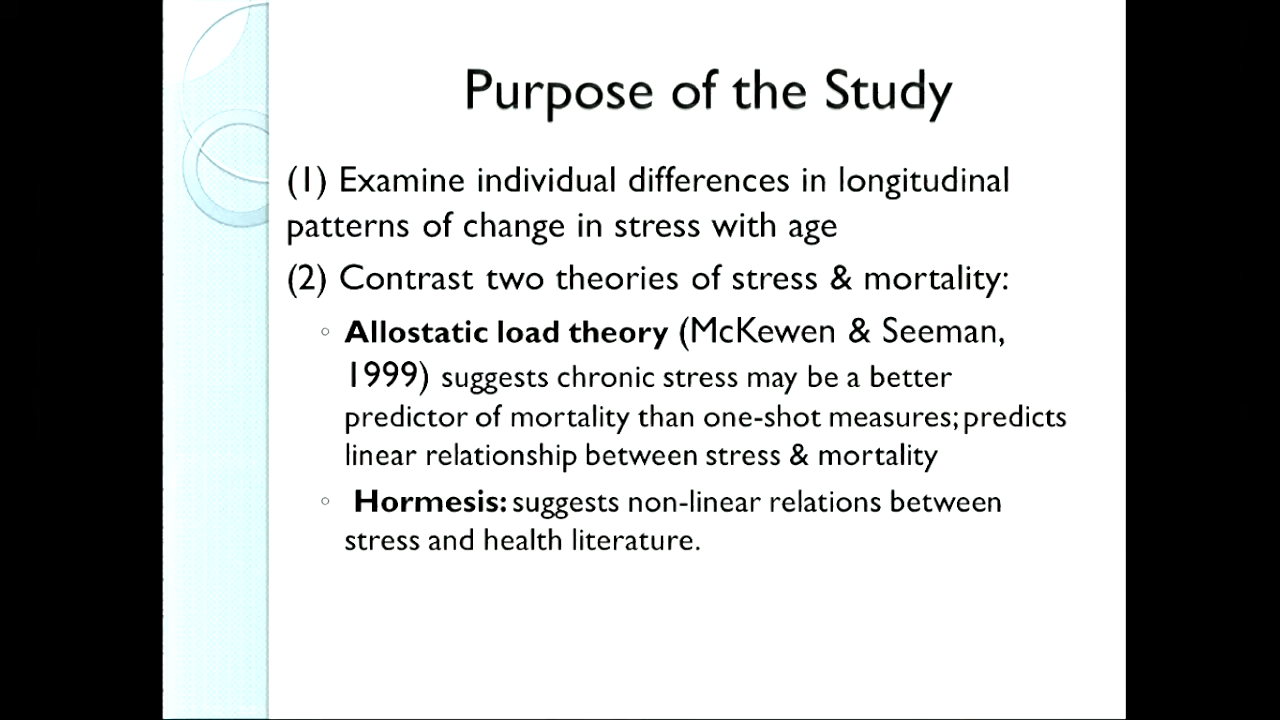 Purpose of the Study
(1) Examine individual differences in longitudinal
patterns of change in stress with age
(2) Contrast two theories of stress & mortality:
◦ Allostatic load theory (McKewen & Seeman,
1999) suggests chronic stress may be a better
predictor of mortality than one-shot measures; predicts
linear relationship between stress & mortality
◦ Hormesis: suggests non-linear relations between
stress and health literature.